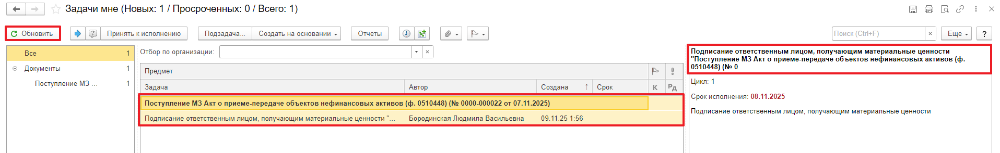 Задачи мне (Новых: 1 / Просроченных: 0 / Всего: 1)
Обновить
Принять к исполнению
Подзадача...
Создать на основании
Отчеты
Поиск (Ctrl+F)
×
Еще
?
Все 1
Документы 1
Поступление МЗ ... 1
Отбор по организации:
×
Предмет
Задача Автор Создана ↑ Срок К Рд
Поступление МЗ Акт о приеме-передаче объектов нефинансовых активов (ф. 0510448) (№ 0000-000022 от 07.11.2025)
Подписание ответственным лицом, получающим материальные ценности "... Бородинская Людмила Васильевна 09.11.25 1:56
Подписание ответственным лицом, получающим материальные ценности
"Поступление МЗ Акт о приеме-передаче объектов нефинансовых активов (ф.
0510448) (№ 0
Цикл: 1
Срок исполнения: 08.11.2025
Подписание ответственным лицом, получающим материальные ценности